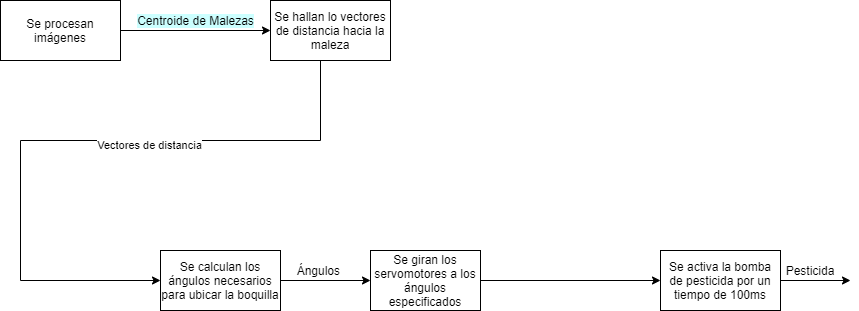 Se procesan
imágenes
Centroide de Malezas
Se hallan lo vectores
de distancia hacia la
maleza
Vectores de distancia
Se calculan los
ángulos necesarios
para ubicar la boquilla
Ángulos
Se giran los
servomotores a los
ángulos
especificados
Se activa la bomba
de pesticida por un
tiempo de 100ms
Pesticida